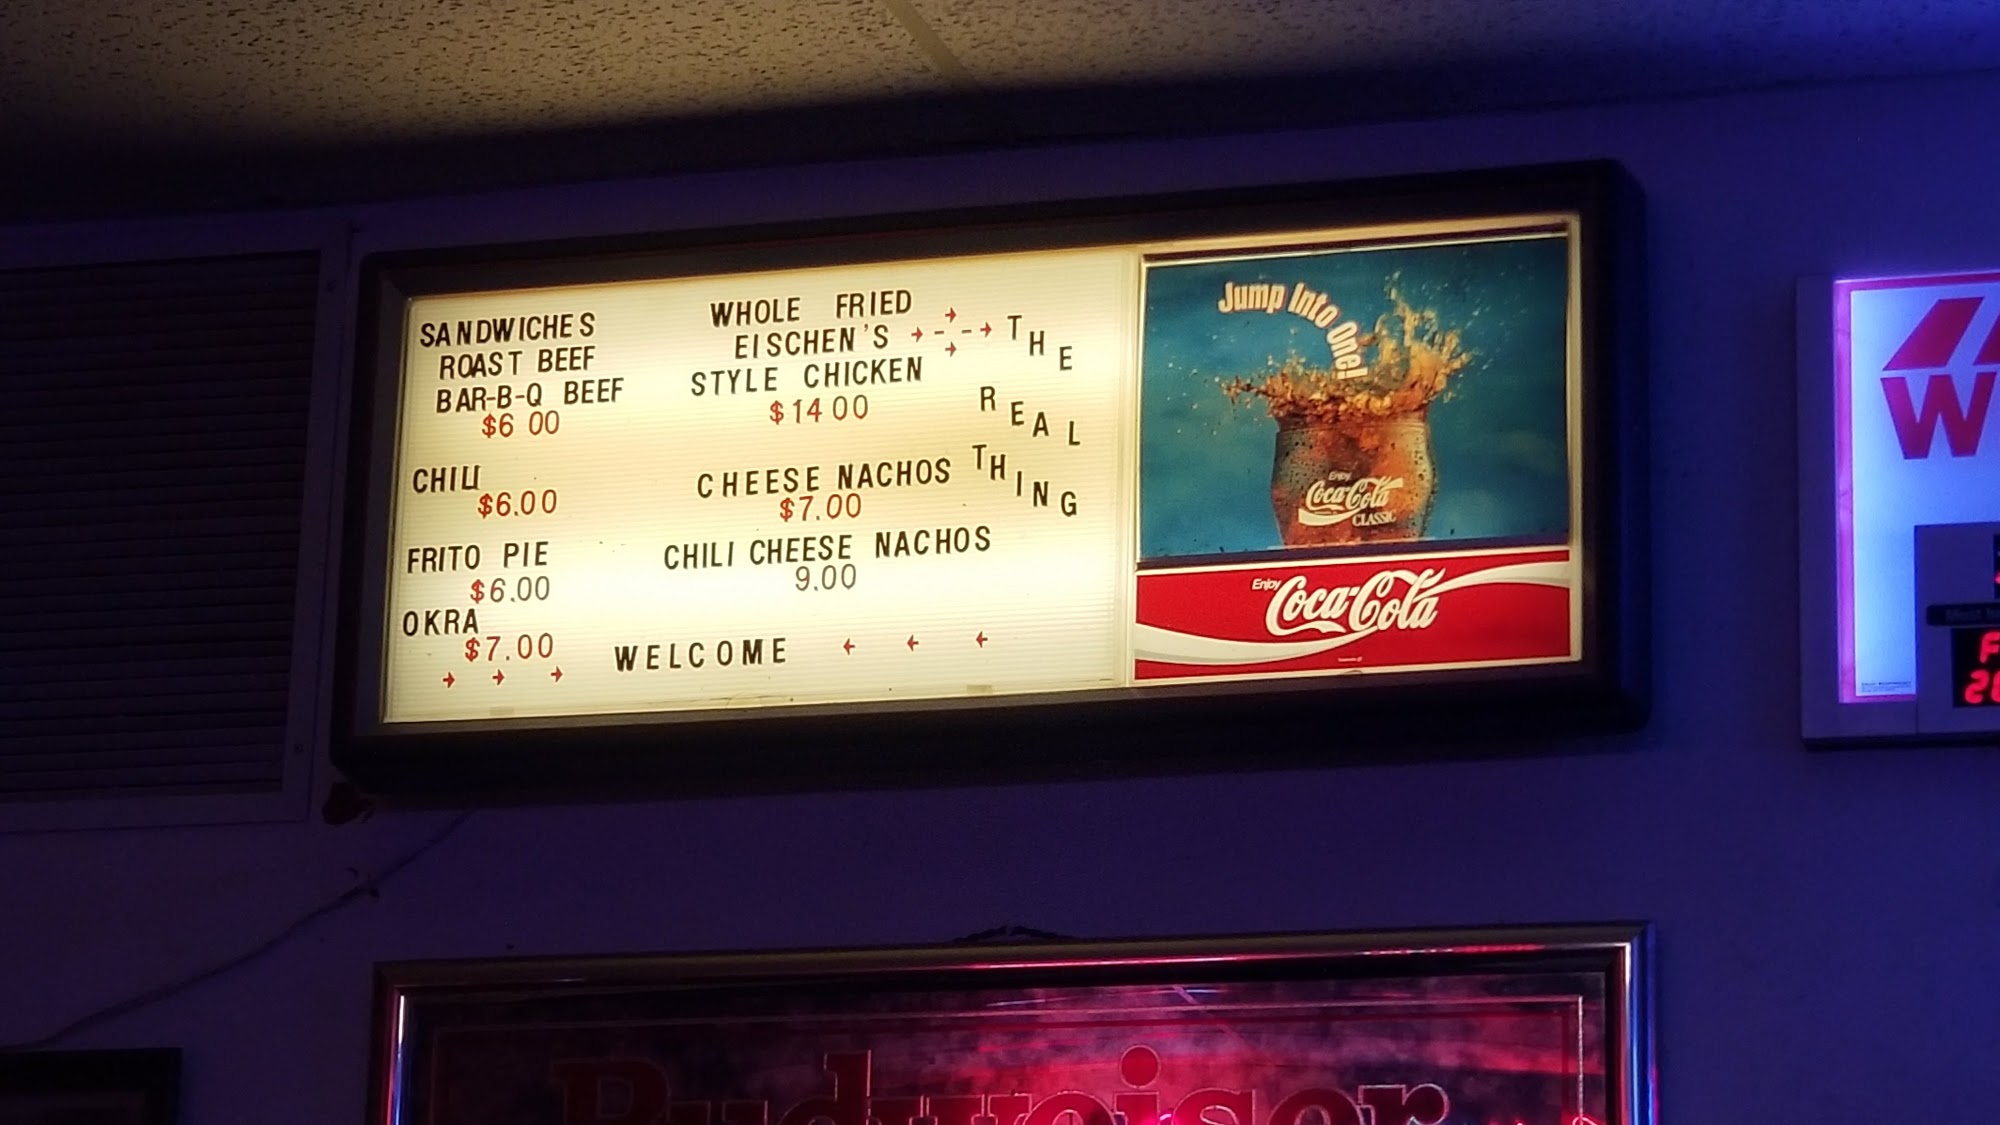 SANDWICHES
ROAST BEEF
BAR-B-Q BEEF
$6 00
CHILI
$6.00
FRITO PIE
$6.00
OKRA
$7.00
→ → →
WHOLE FRIED
EISCHEN'S →-→-→→
STYLE CHICKEN
$14 00
CHEESE NACHOS
$7.00
CHILI CHEESE NACHOS
9.00
WELCOME ← ← ←
THE
REAL
THING
Jump Into One!
Enjoy
Coca-Cola
CLASSIC
Enjoy
Coca-Cola
W
F
Budweiser